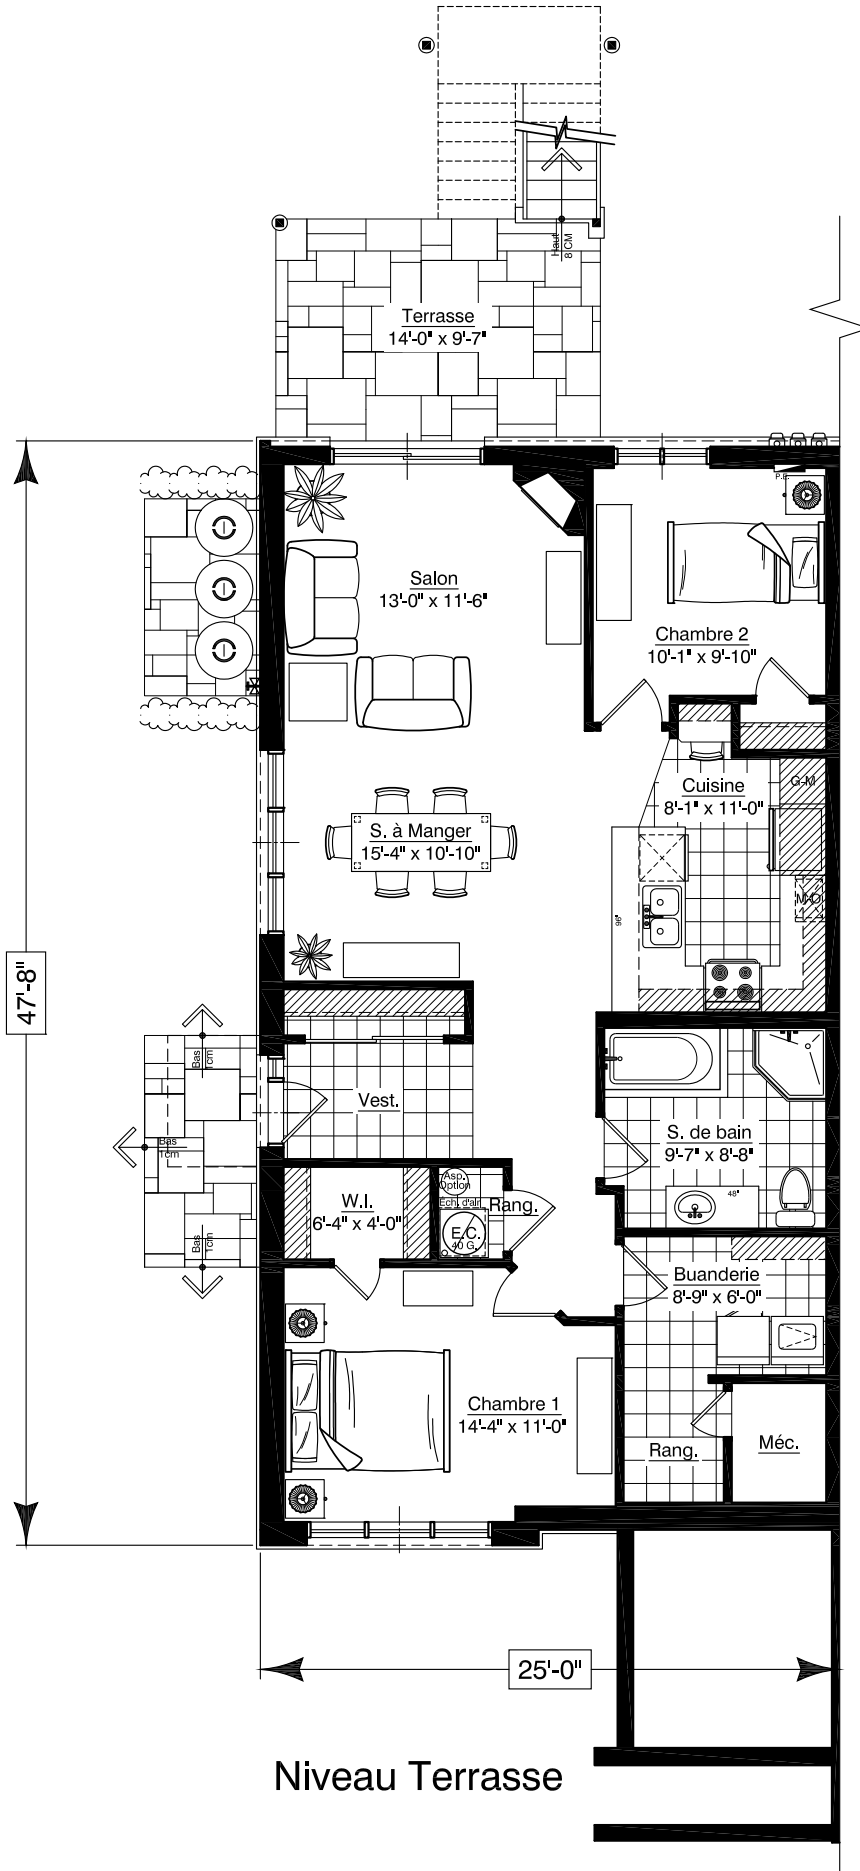 Haut
8 CM
Terrasse
14'-0" x 9'-7"
P.E.
Salon
13'-0" x 11'-6"
Chambre 2
10'-1" x 9'-10"
Cuisine
8'-1" x 11'-0"
G-M
S. à Manger
15'-4" x 10'-10"
M-O
96"
47'-8"
Bas
1cm
Vest.
Bas
1cm
S. de bain
9'-7" x 8'-8"
48"
Asp.
Option
Éch. d'air
Rang.
W.I.
6'-4" x 4'-0"
E.C.
40 G.
Bas
1cm
Buanderie
8'-9" x 6'-0"
Chambre 1
14'-4" x 11'-0"
Rang.
Méc.
25'-0"
Niveau Terrasse